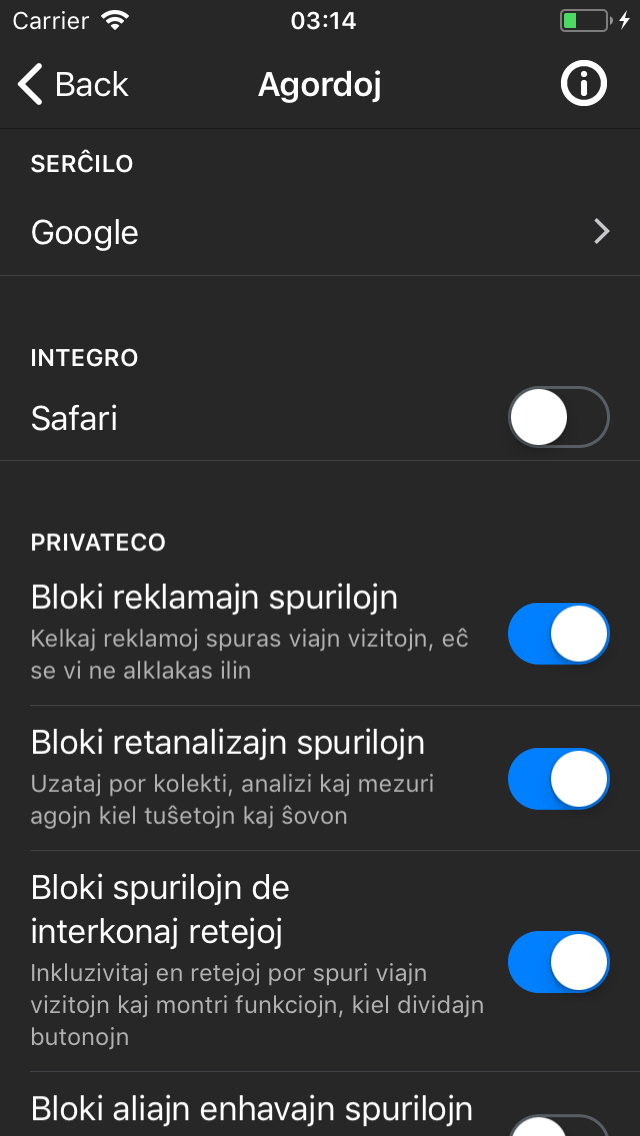 Carrier 03:14
Back Agordoj
SERĈILO
Google
INTEGRO
Safari
PRIVATECO
Bloki reklamajn spurilojn
Kelkaj reklamoj spuras viajn vizitojn, eĉ
se vi ne alklakas ilin
Bloki retanalizajn spurilojn
Uzataj por kolekti, analizi kaj mezuri
agojn kiel tuŝetojn kaj ŝovon
Bloki spurilojn de
interkonaj retejoj
Inkluzivitaj en retejoj por spuri viajn
vizitojn kaj montri funkciojn, kiel dividajn
butonojn
Bloki aliajn enhavajn spurilojn